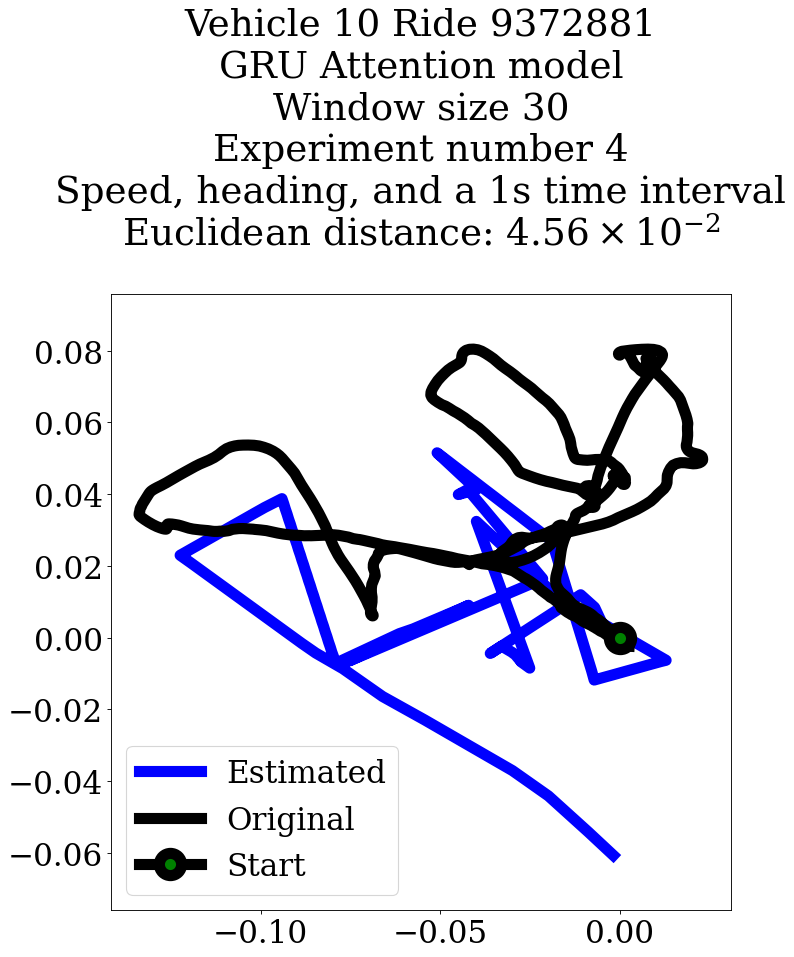 Vehicle 10 Ride 9372881
GRU Attention model
Window size 30
Experiment number 4
Speed, heading, and a 1s time interval
Euclidean distance: 4.56 × 10⁻²
0.08
0.06
0.04
0.02
0.00
−0.02
−0.04
−0.06
Estimated
Original
Start
−0.10
−0.05
0.00